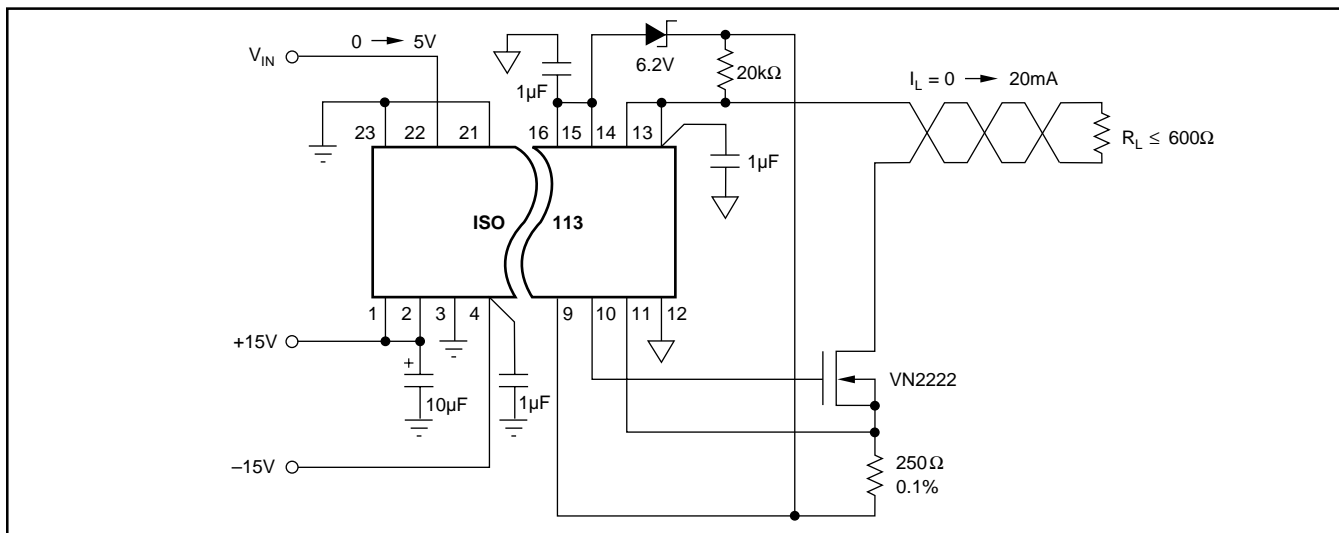 0 → 5V
V_IN
6.2V
1µF
20kΩ
I_L = 0 → 20mA
23 22 21
16 15 14 13
1µF
R_L ≤ 600Ω
ISO 113
1 2 3 4
9 10 11 12
+15V
+
10µF
1µF
VN2222
–15V
250Ω
0.1%